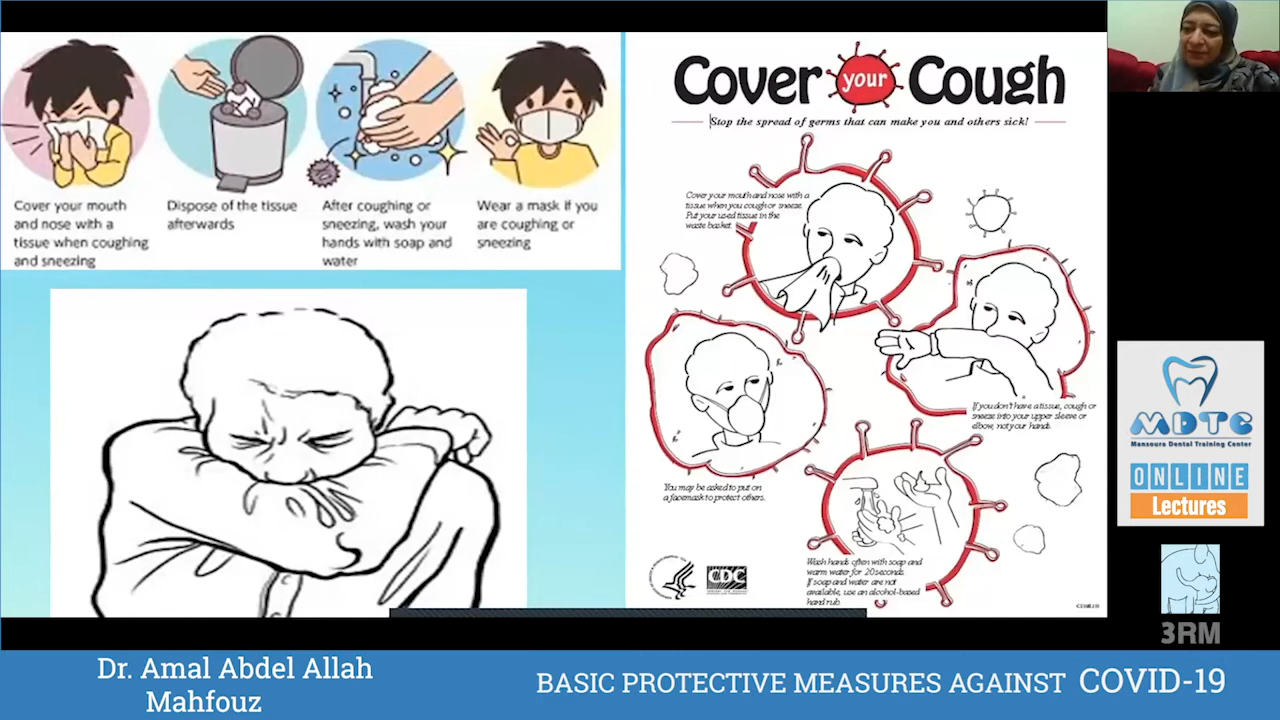 Cover your mouth
and nose with a
tissue when coughing
and sneezing
Dispose of the tissue
afterwards
After coughing or
sneezing, wash your
hands with soap and
water
Wear a mask if you
are coughing or
sneezing
Cover your Cough
Stop the spread of germs that can make you and others sick!
Cover your mouth and nose with a
tissue when you cough or sneeze.
Put your used tissue in the
waste basket.
If you don't have a tissue, cough or
sneeze into your upper sleeve or
elbow, not your hands.
You may be asked to put on
a facemask to protect others.
Wash hands often with soap and
warm water for 20 seconds.
If soap and water are not
available, use an alcohol-based
hand rub.
CDC
MDTC
Mansoura Dental Training Center
ONLINE
Lectures
3RM
Dr. Amal Abdel Allah
Mahfouz
BASIC PROTECTIVE MEASURES AGAINST COVID-19